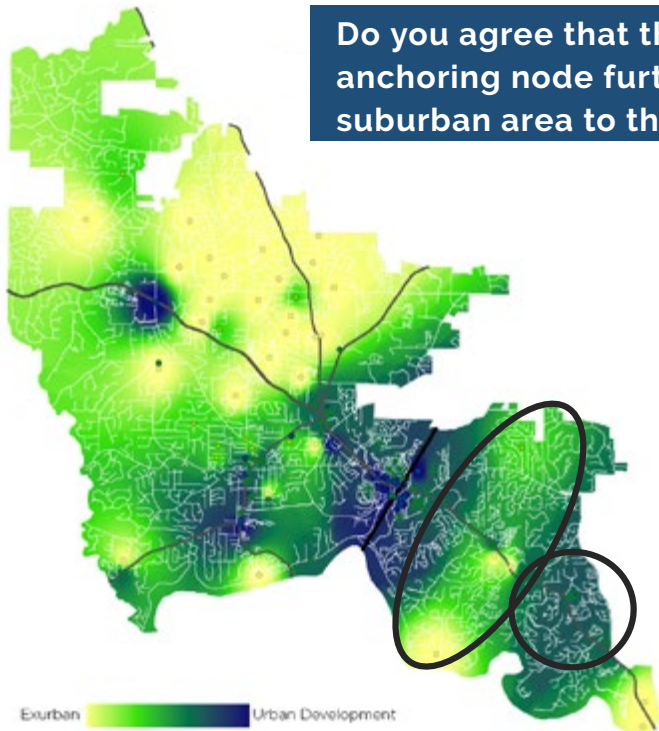 Do you agree that th
anchoring node furt
suburban area to th
Exurban
Urban Development